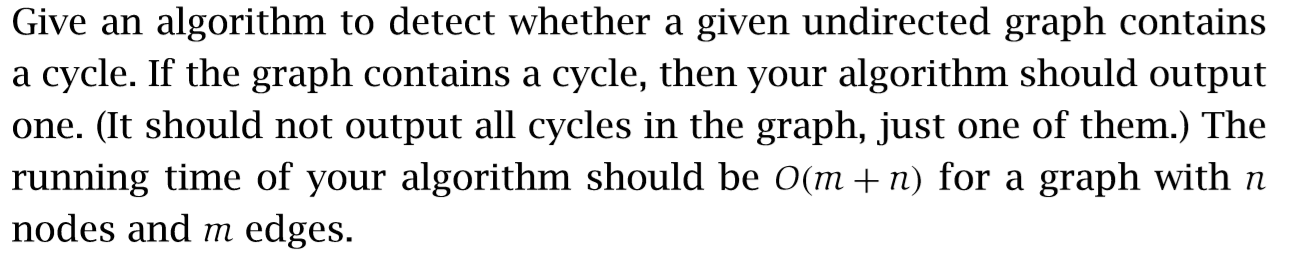 Give an algorithm to detect whether a given undirected graph contains
a cycle. If the graph contains a cycle, then your algorithm should output
one. (It should not output all cycles in the graph, just one of them.) The
running time of your algorithm should be O(m + n) for a graph with n
nodes and m edges.